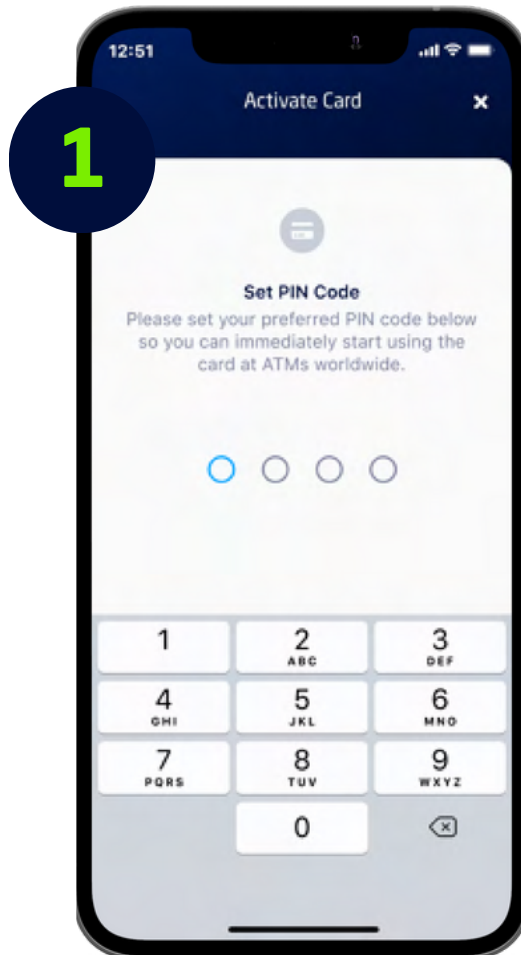 12:51
Activate Card
1
Set PIN Code
Please set your preferred PIN code below
so you can immediately start using the
card at ATMs worldwide.
1 2 3
ABC DEF
4 5 6
GHI JKL MNO
7 8 9
PQRS TUV WXYZ
0